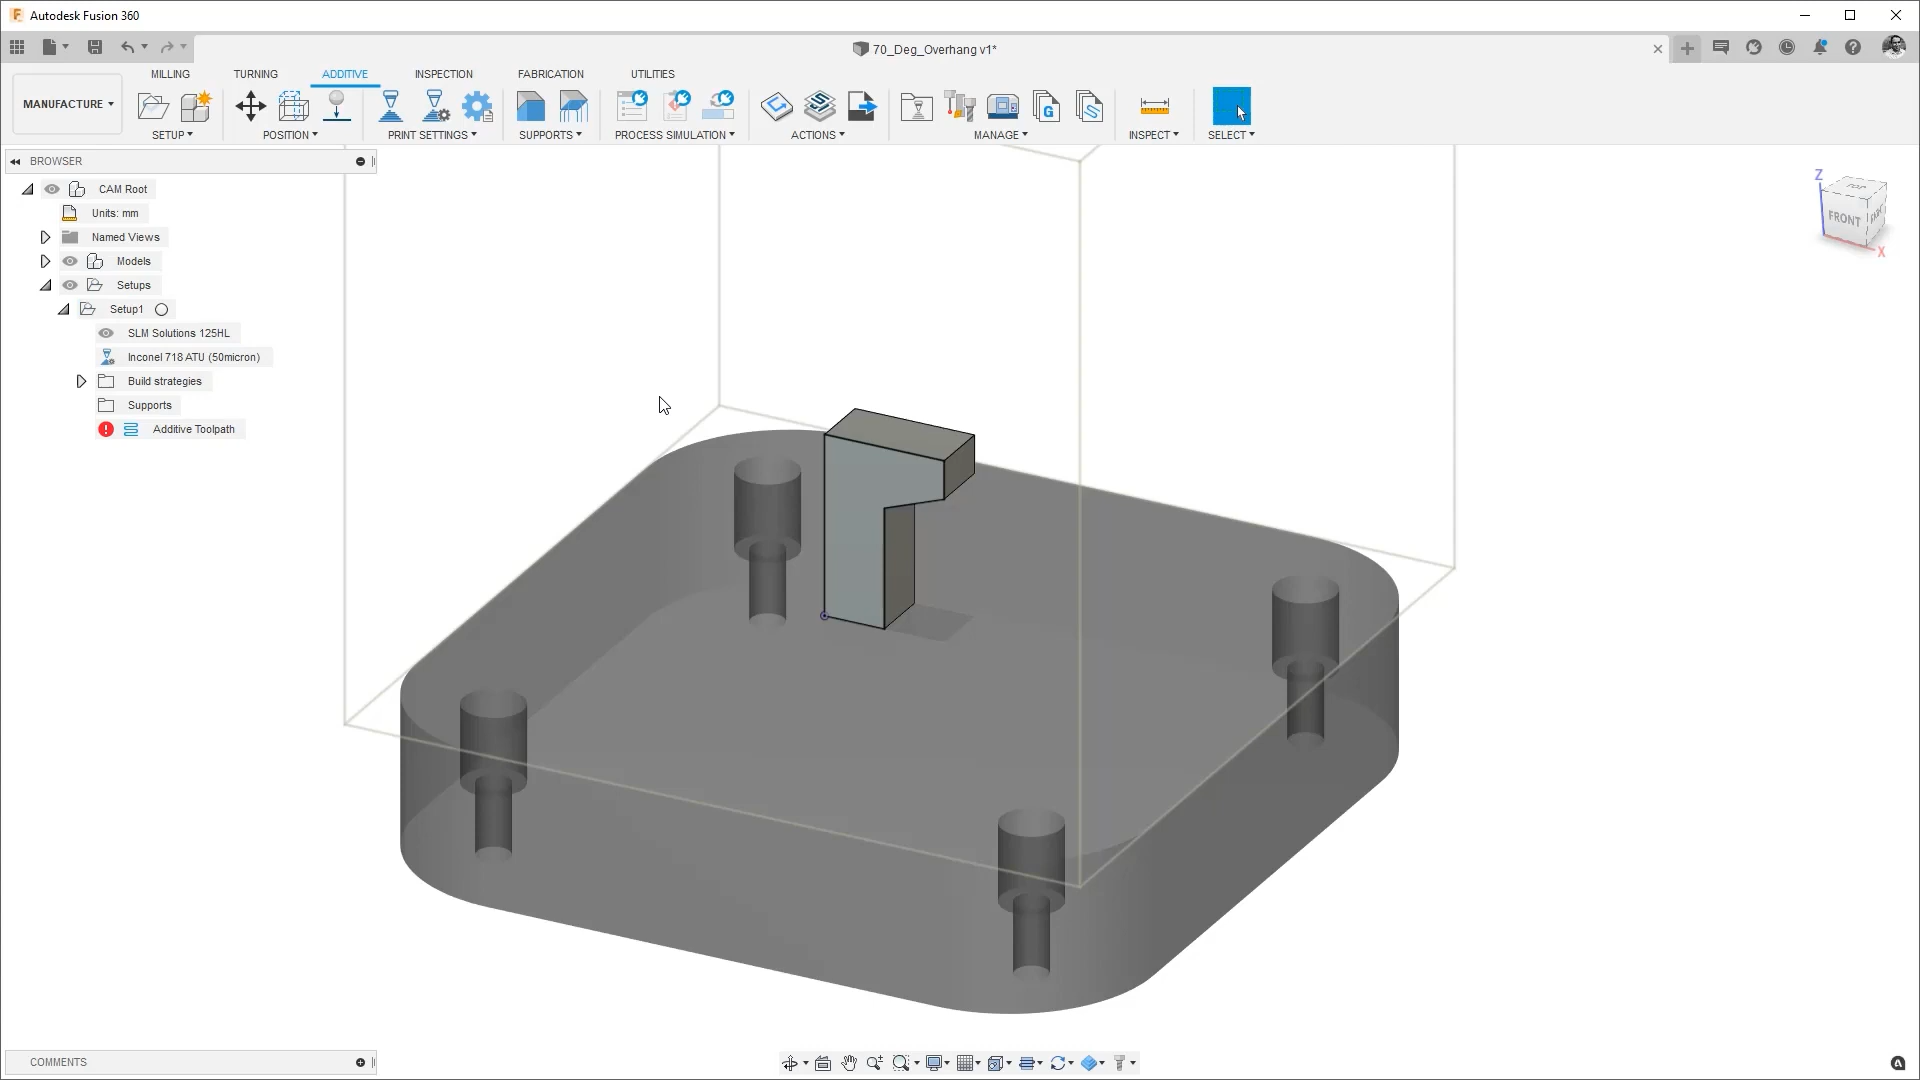 Autodesk Fusion 360
70_Deg_Overhang v1*
MANUFACTURE
MILLING TURNING ADDITIVE INSPECTION FABRICATION UTILITIES
SETUP POSITION PRINT SETTINGS SUPPORTS PROCESS SIMULATION ACTIONS MANAGE INSPECT SELECT
BROWSER
CAM Root
Units: mm
Named Views
Models
Setups
Setup1
SLM Solutions 125HL
Inconel 718 ATU (50micron)
Build strategies
Supports
Additive Toolpath
Z
TOP
FRONT
X
COMMENTS